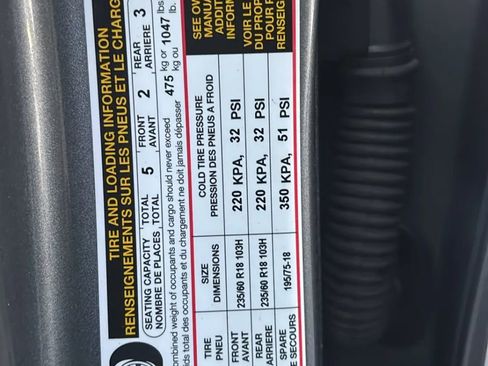 TIRE AND LOADING INFORMATION
RENSEIGNEMENTS SUR LES PNEUS ET LE CHARG
SEATING CAPACITY TOTAL 5 FRONT 2 REAR 3
NOMBRE DE PLACES TOTAL AVANT ARRIERE
ombined weight of occupants and cargo should never exceed 475 kg or 1047 lbs
ids total des occupants et du chargement ne doit jamais dépasser kg ou lb.
TIRE SIZE COLD TIRE PRESSURE
PNEU DIMENSIONS PRESSION DES PNEUS A FROID
FRONT 235/60 R18 103H 220 KPA, 32 PSI
AVANT
REAR 235/60 R18 103H 220 KPA, 32 PSI
ARRIERE
SPARE 195/75-18 350 KPA, 51 PSI
E SECOURS
SEE OW
MANUAL
ADDITI
INFORM
VOIR LE
DU PROP
POUR P
RENSEIGN